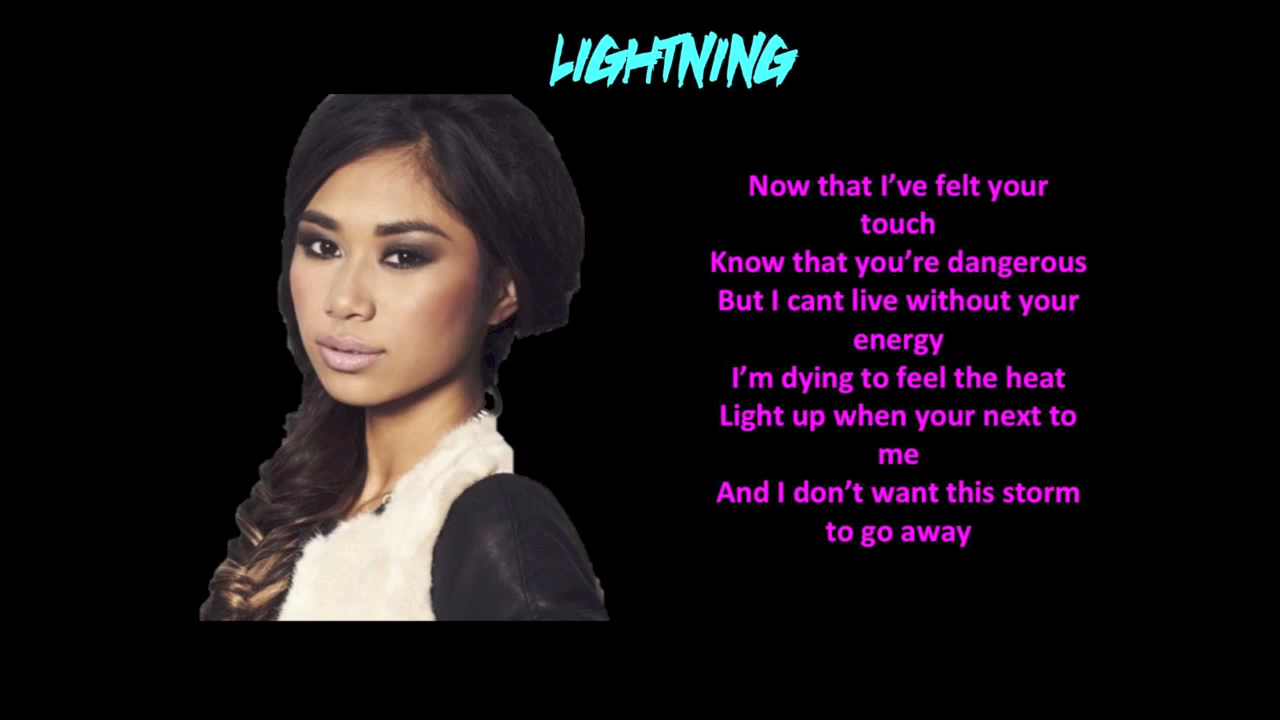 LIGHTNING
Now that I’ve felt your
touch
Know that you’re dangerous
But I cant live without your
energy
I’m dying to feel the heat
Light up when your next to
me
And I don’t want this storm
to go away